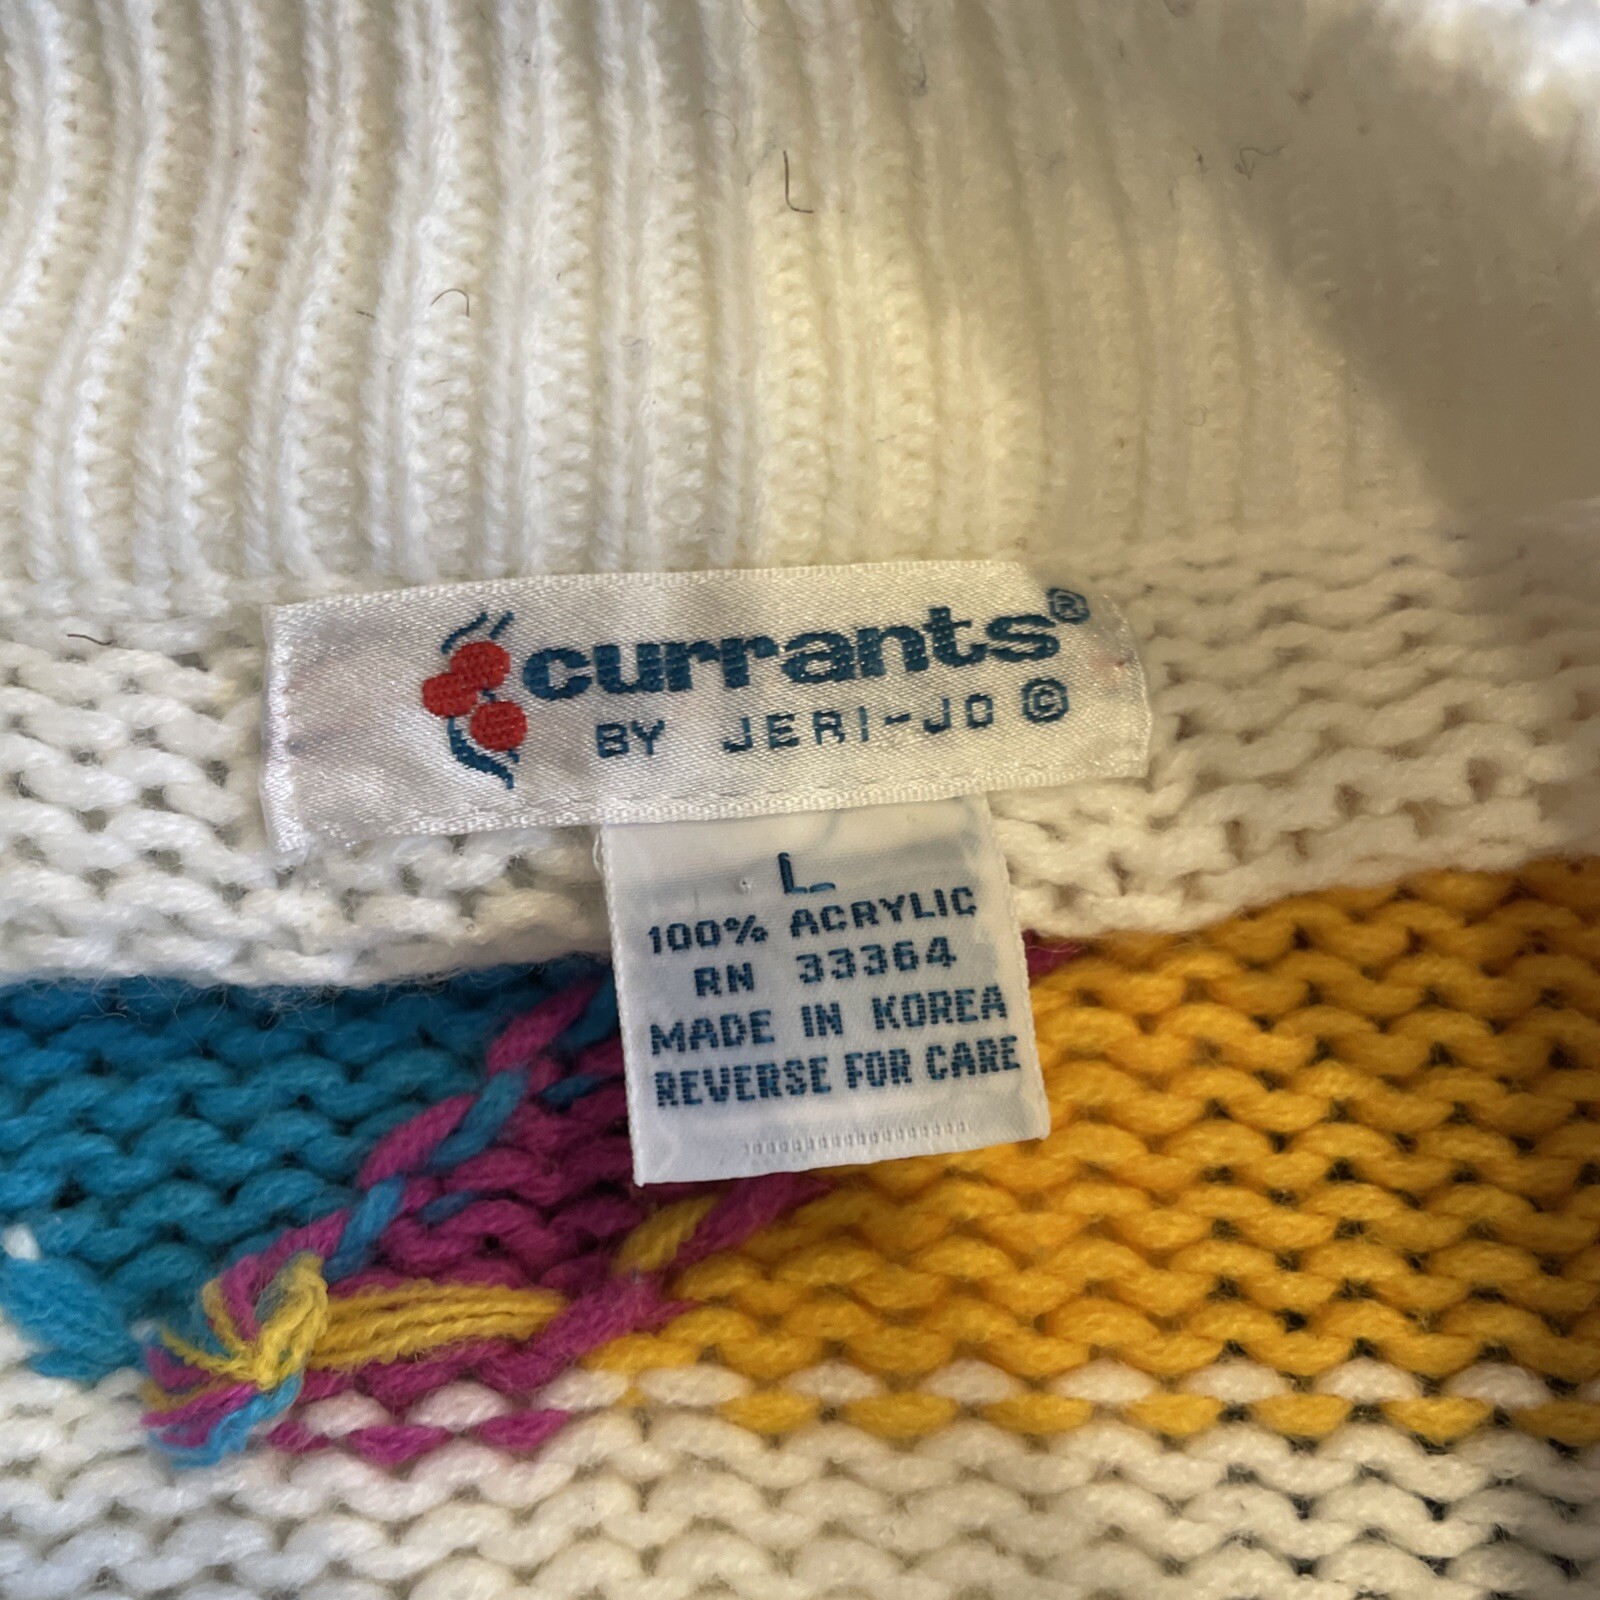 currants®
BY JERI-JO ©
L
100% ACRYLIC
RN 33364
MADE IN KOREA
REVERSE FOR CARE